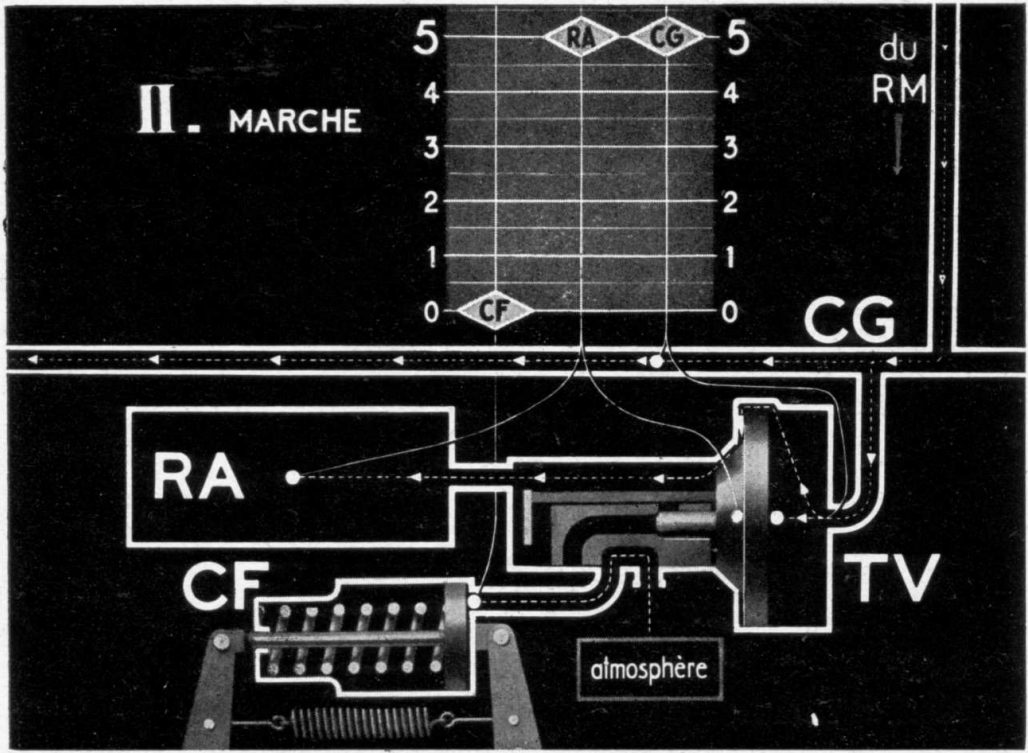 5 RA CG 5
du
RM
4 4
II. MARCHE
3 3
2 2
1 1
0 CF 0
CG
RA
TV
CF
atmosphère